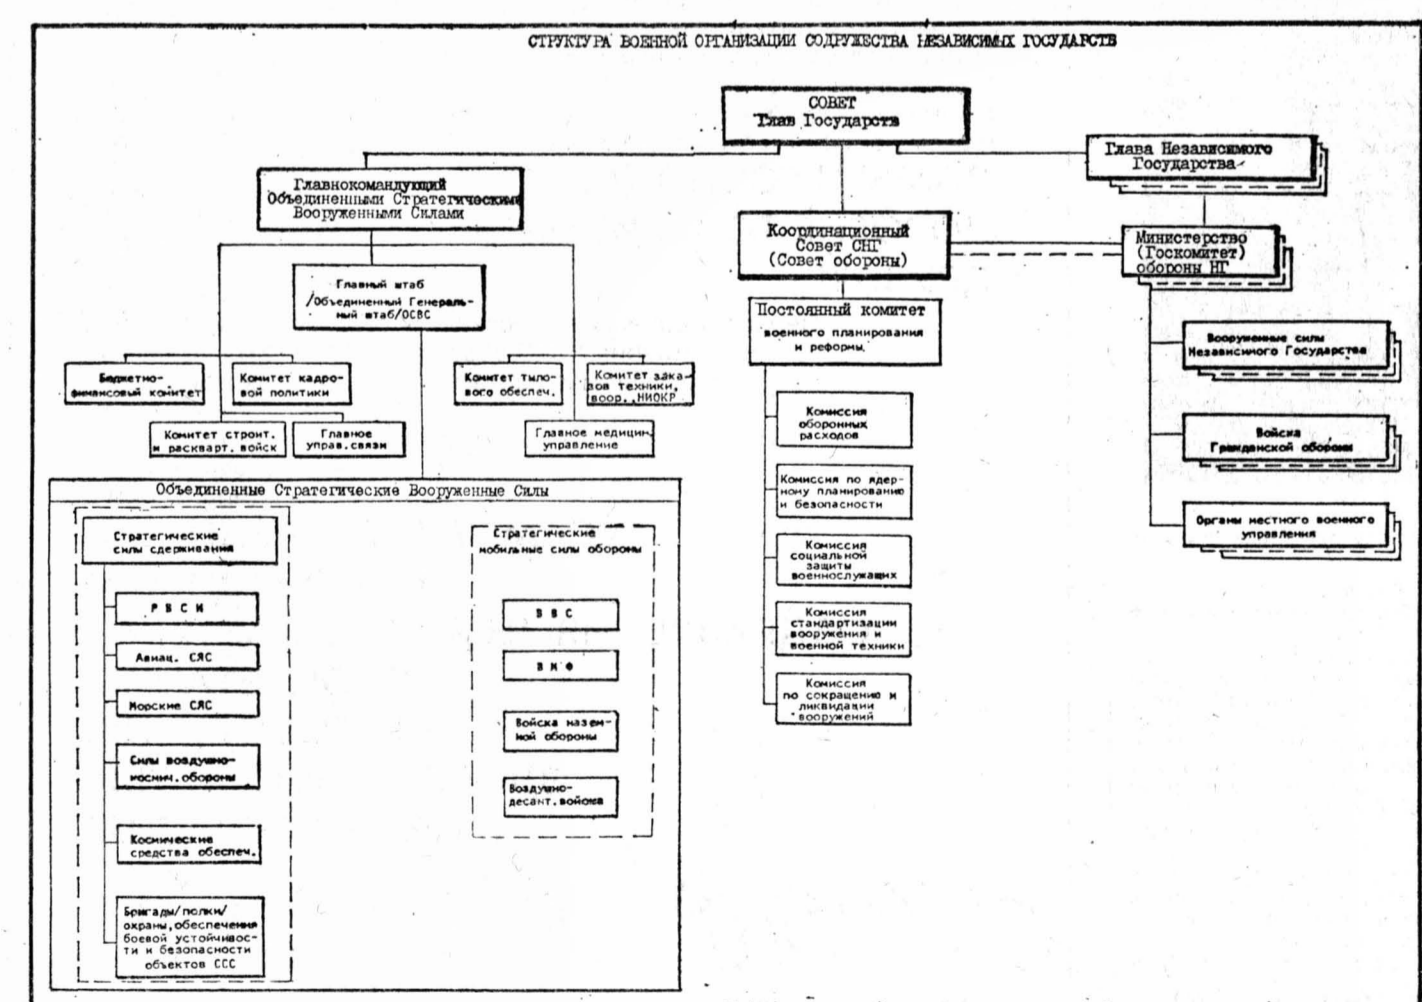 СТРУКТУРА ВОЕННОЙ ОРГАНИЗАЦИИ СОДРУЖЕСТВА НЕЗАВИСИМЫХ ГОСУДАРСТВ
СОВЕТ
Глав Государств
Глава Независимого
Государства
Главнокомандующий
Объединенными Стратегическими
Вооруженными Силами
Координационный
Совет СНГ
(Совет обороны)
Министерство
(Госкомитет)
обороны НГ
Главный штаб
/Объединенный Генераль-
ный штаб/ОСВС
Постоянный комитет
военного планирования
и реформы
Бюджетно-
финансовый комитет
Комитет кадро-
вой политики
Комитет тыло-
вого обеспеч.
Комитет зака-
зов техники,
воор., НИОКР
Комитет строит.
и расквaрт. войск
Главное
управ.связи
Главное медицин.
управление
Вооруженные силы
Независимого Государства
Войска
Гражданской обороны
Органы местного военного
управления
Комиссия
оборонных
расходов
Комиссия по ядер-
ному планированию
и безопасности
Комиссия
социальной
защиты
военнослужащих
Комиссия
стандартизации
вооружения и
военной техники
Комиссия
по сокращению и
ликвидации
вооружений
Объединенные Стратегические Вооруженные Силы
Стратегические
силы сдерживания
Р В С Н
Авиац. СЯС
Морские СЯС
Силы воздушно-
космич. обороны
Космические
средства обеспеч.
Бригады/полки/
охраны, обеспечения
боевой устойчивос-
ти и безопасности
объектов ССС
Стратегические
мобильные силы обороны
В В С
В М Ф
Войска назем-
ной обороны
Воздушно-
десант. войска